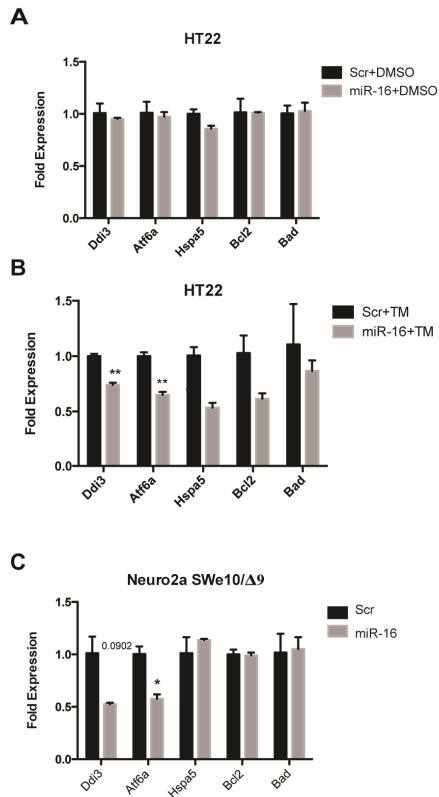 A
HT22
Scr+DMSO
miR-16+DMSO
Fold Expression
1.5
1.0
0.5
0.0
Ddi3
Atf6a
Hspa5
Bcl2
Bad
B
HT22
Scr+TM
miR-16+TM
Fold Expression
1.5
1.0
0.5
0.0
**
**
Ddi3
Atf6a
Hspa5
Bcl2
Bad
C
Neuro2a SWe10/Δ9
Scr
miR-16
Fold Expression
1.5
1.0
0.5
0.0
0.0902
*
Ddi3
Atf6a
Hspa5
Bcl2
Bad